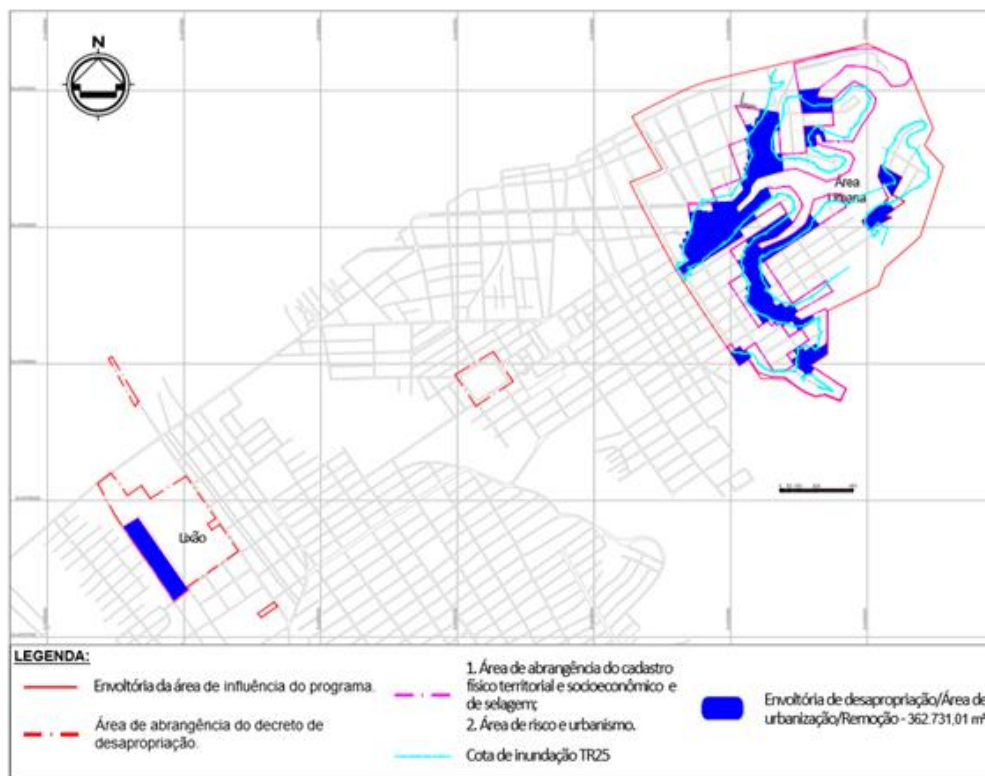 N
Área
Urbana
Lixão
LEGENDA:
Envoltória da área de influência do programa.
Área de abrangência do decreto de
desapropriação.
1. Área de abrangência do cadastro
físico territorial e socioeconômico e
de selagem;
2. Área de risco e urbanismo.
Cota de inundação TR25
Envoltória de desapropriação/Área de
urbanização/Remoção - 362.731,01 m²